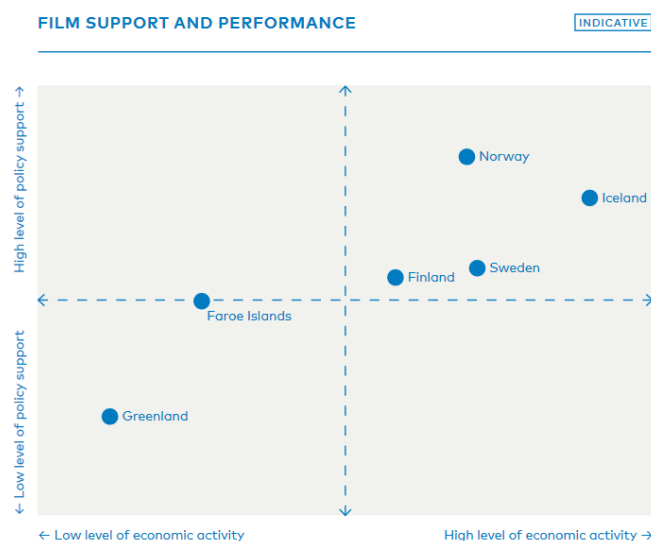 FILM SUPPORT AND PERFORMANCE
INDICATIVE
High level of policy support →
Norway
Iceland
Sweden
Finland
Faroe Islands
← Low level of policy support
Greenland
← Low level of economic activity
High level of economic activity →